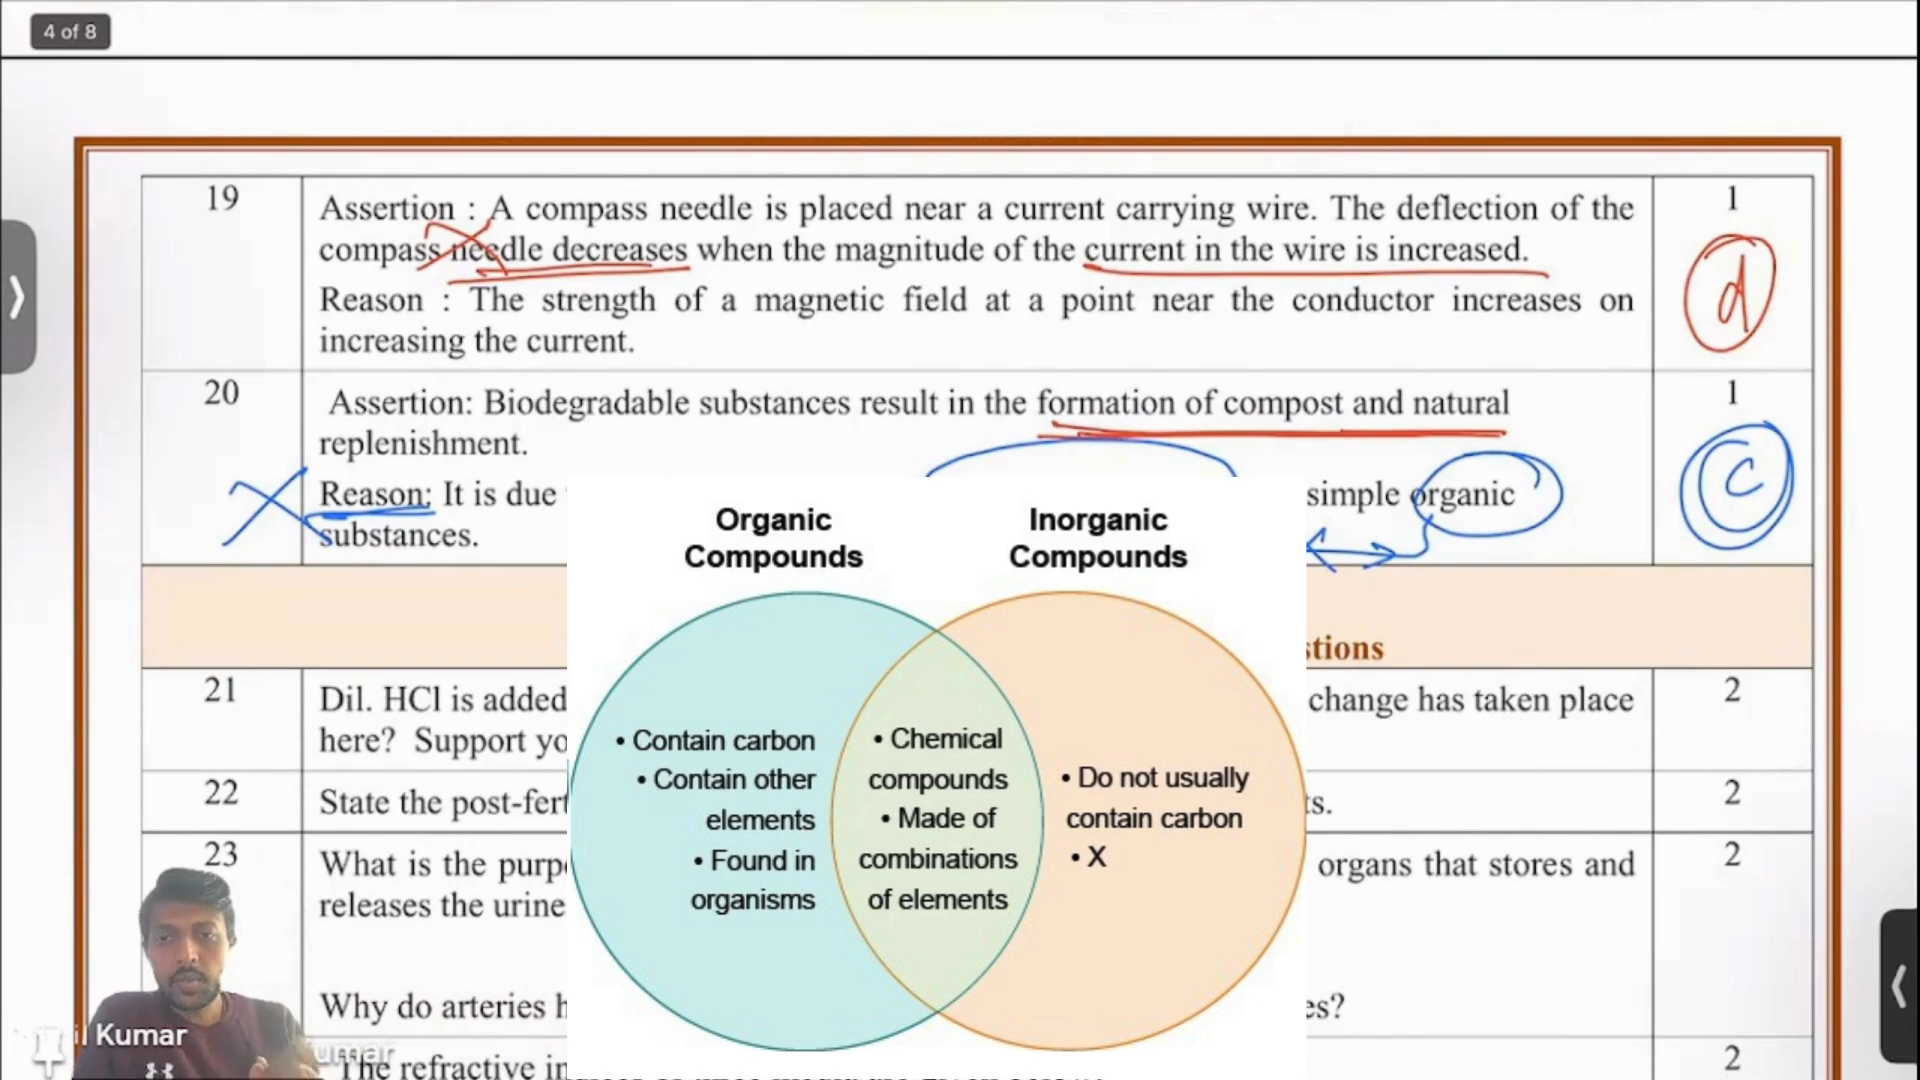 4 of 8
19
Assertion : A compass needle is placed near a current carrying wire. The deflection of the
compass needle decreases when the magnitude of the current in the wire is increased.
Reason : The strength of a magnetic field at a point near the conductor increases on
increasing the current.
1
d
20
Assertion: Biodegradable substances result in the formation of compost and natural
replenishment.
Reason: It is due
simple organic
substances.
1
C
Organic
Compounds
Inorganic
Compounds
• Contain carbon
• Contain other
elements
• Found in
organisms
• Chemical
compounds
• Made of
combinations
of elements
• Do not usually
contain carbon
• X
stions
21
Dil. HCl is added
change has taken place
here? Support yo
2
22
State the post-fert
ts.
2
23
What is the purp
organs that stores and
releases the urine
2
Why do arteries h
es?
The refractive in
2
il Kumar
umar